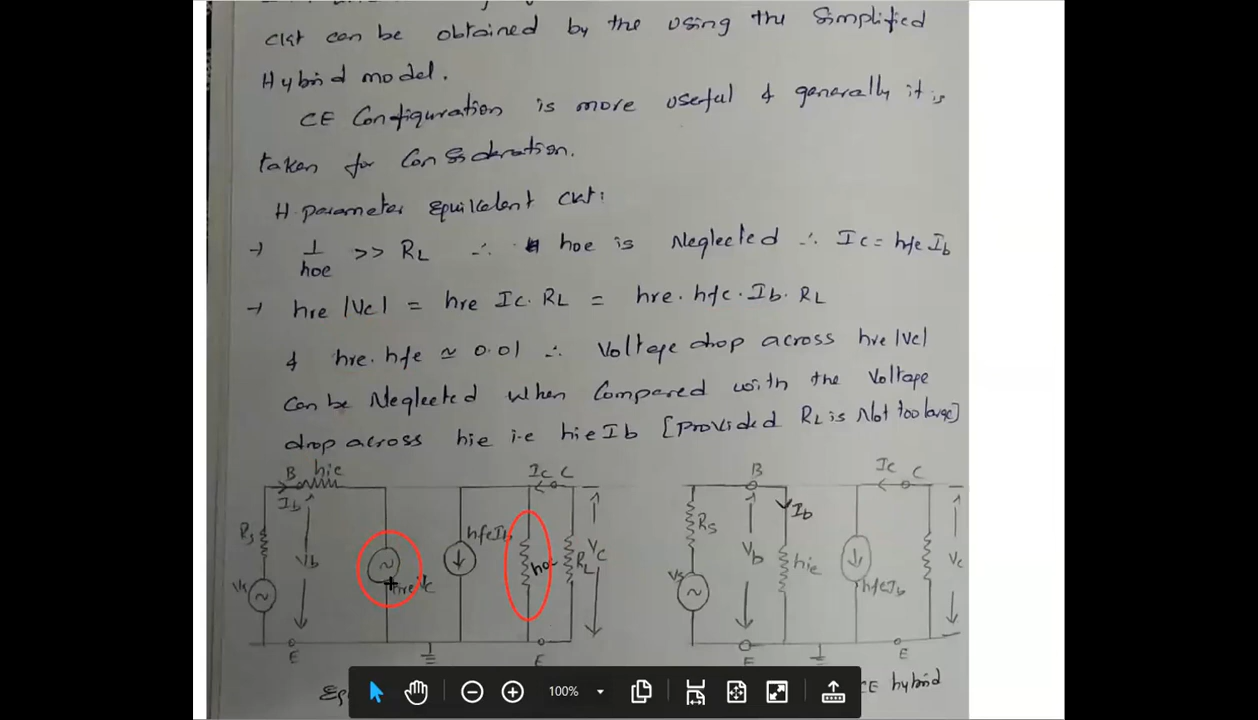 Ckt can be obtained by the using the Simplified
Hybrid model.
CE Configuration is more useful & generally it is
taken for Consideration.
H. parameter Equivelent Ckt:
→ 1/hoe >> RL ∴ hoe is Neglected ∴ Ic = hfe Ib
→ hre |Vc| = hre Ic. RL = hre. hfe. Ib. RL
& hre. hfe ≃ 0.01 ∴ Voltage drop across hre |Vc|
can be Neglected when Compared with the Voltage
drop across hie i.e hie Ib [Provided RL is Not too large]
B hie Ic C B Ic C
Ib Ib
Rs hfeIb Rs
Vb hoe RL Vc Vb hie Vc
Vs hre Vc Vs hfeIb
E E E E
100%
CE hybrid